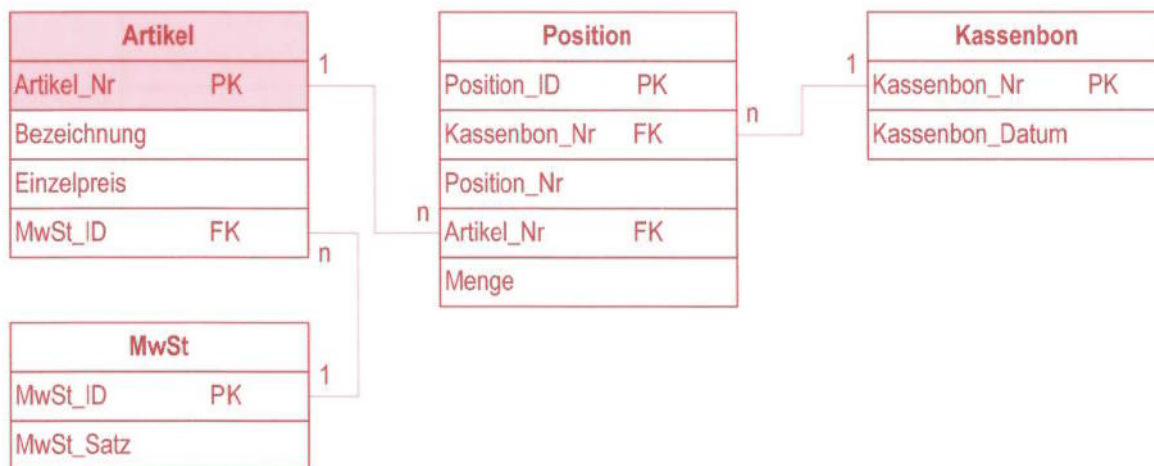 Artikel
Artikel_Nr PK
Bezeichnung
Einzelpreis
MwSt_ID FK
1
n
MwSt
MwSt_ID PK
MwSt_Satz
1
Position
Position_ID PK
Kassenbon_Nr FK
Position_Nr
Artikel_Nr FK
Menge
n
n
Kassenbon
Kassenbon_Nr PK
Kassenbon_Datum
1